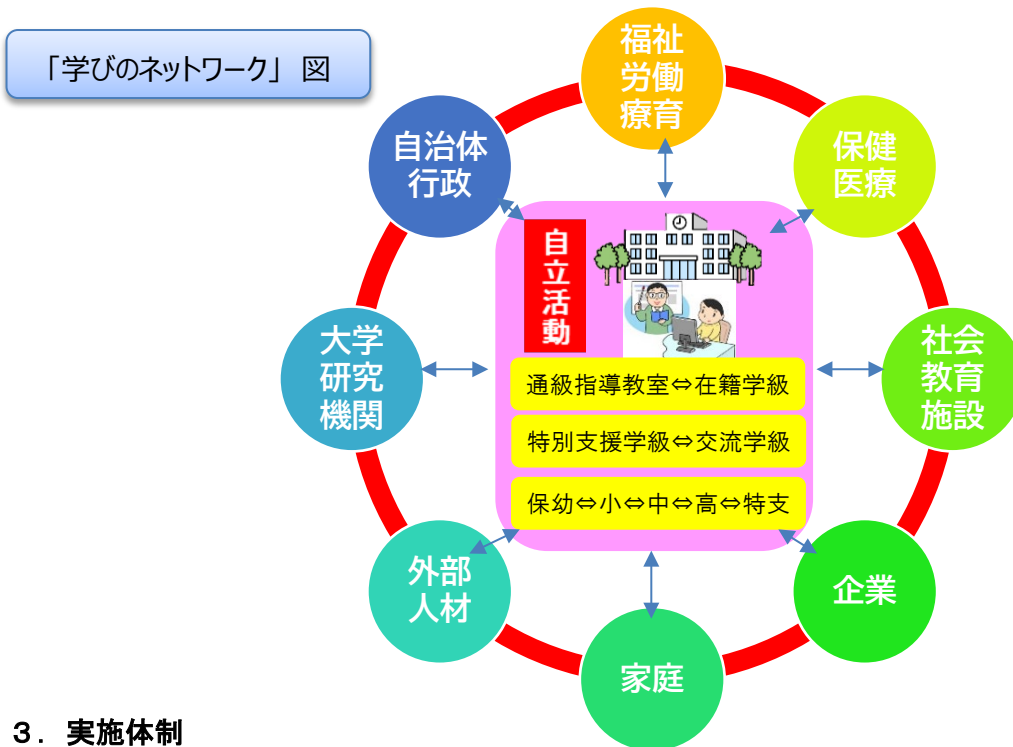 「学びのネットワーク」図
福祉
労働
療育
保健
医療
社会
教育
施設
企業
家庭
外部
人材
大学
研究
機関
自治体
行政
自立活動
通級指導教室⇔在籍学級
特別支援学級⇔交流学級
保幼⇔小⇔中⇔高⇔特支
３．実施体制